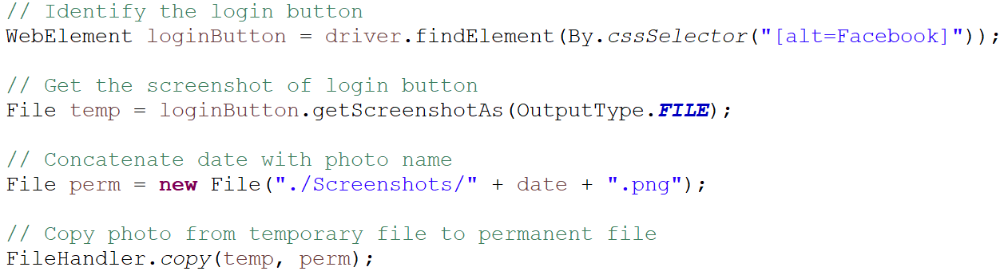 // Identify the login button
WebElement loginButton = driver.findElement(By.cssSelector("[alt=Facebook]"));
// Get the screenshot of login button
File temp = loginButton.getScreenshotAs(OutputType.FILE);
// Concatenate date with photo name
File perm = new File("./Screenshots/" + date + ".png");
// Copy photo from temporary file to permanent file
FileHandler.copy(temp, perm);